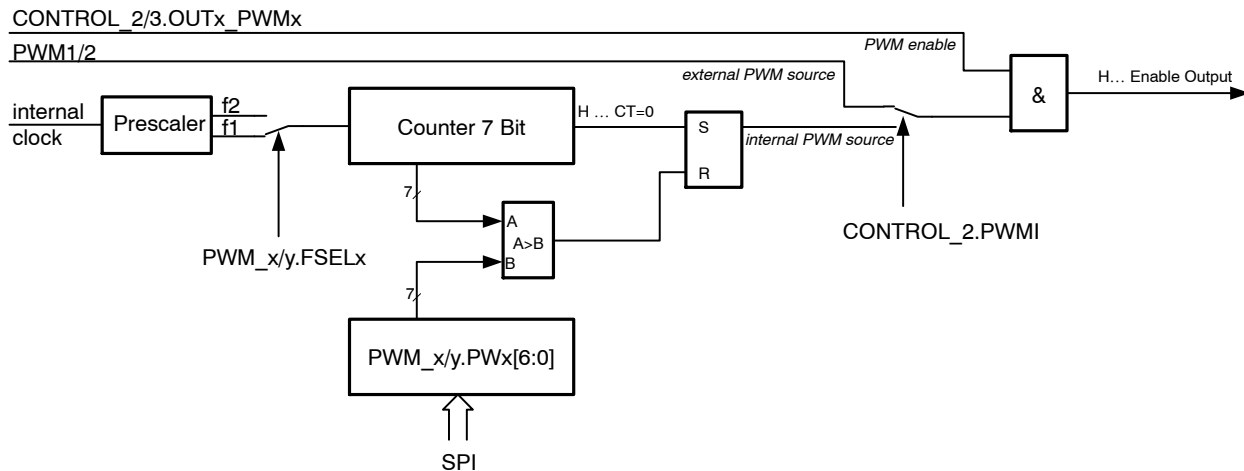 CONTROL_2/3.OUTx_PWMx
PWM enable
PWM1/2
external PWM source
H… Enable Output
&
internal
clock
Prescaler
f2
f1
Counter 7 Bit
H … CT=0
S
R
internal PWM source
7
A
A>B
B
PWM_x/y.FSELx
CONTROL_2.PWMI
7
PWM_x/y.PWx[6:0]
SPI